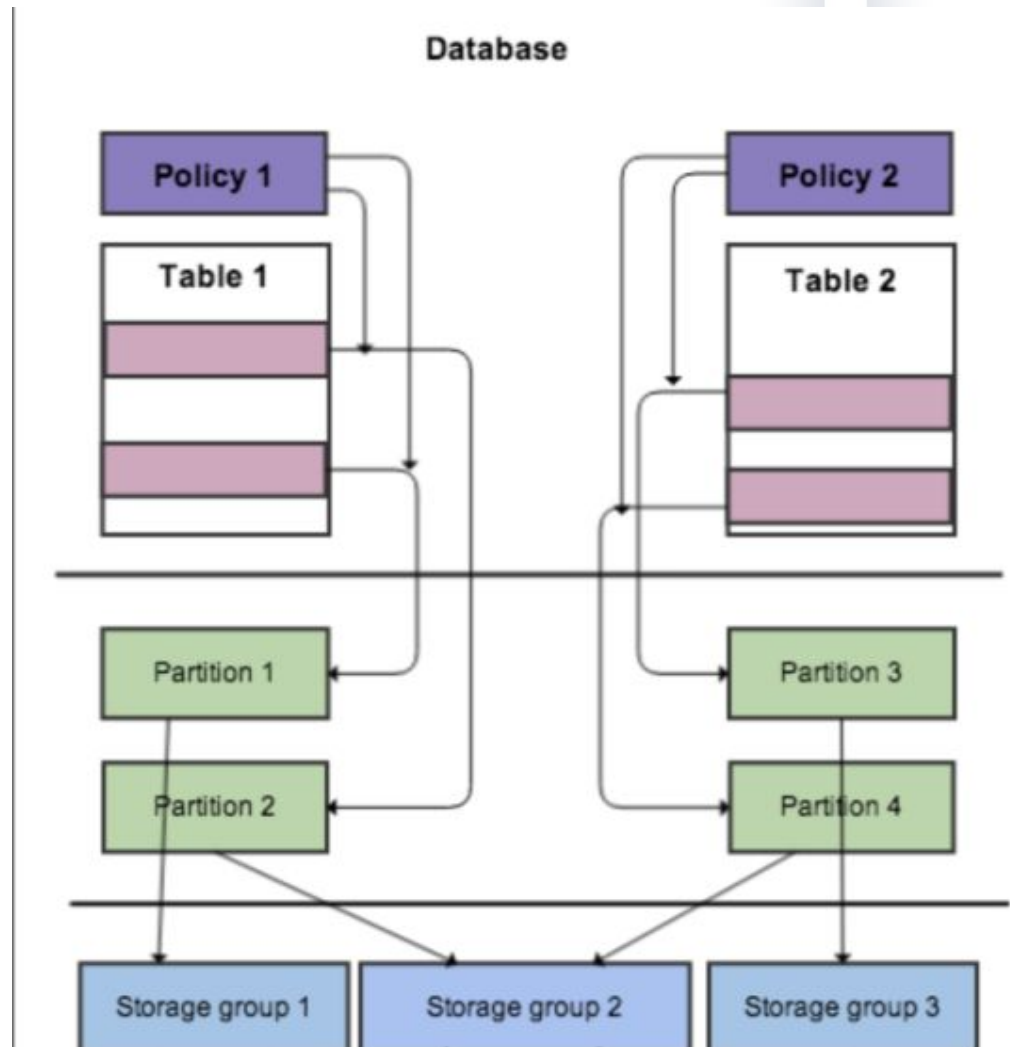 Database
Policy 1
Policy 2
Table 1
Table 2
Partition 1
Partition 3
Partition 2
Partition 4
Storage group 1
Storage group 2
Storage group 3